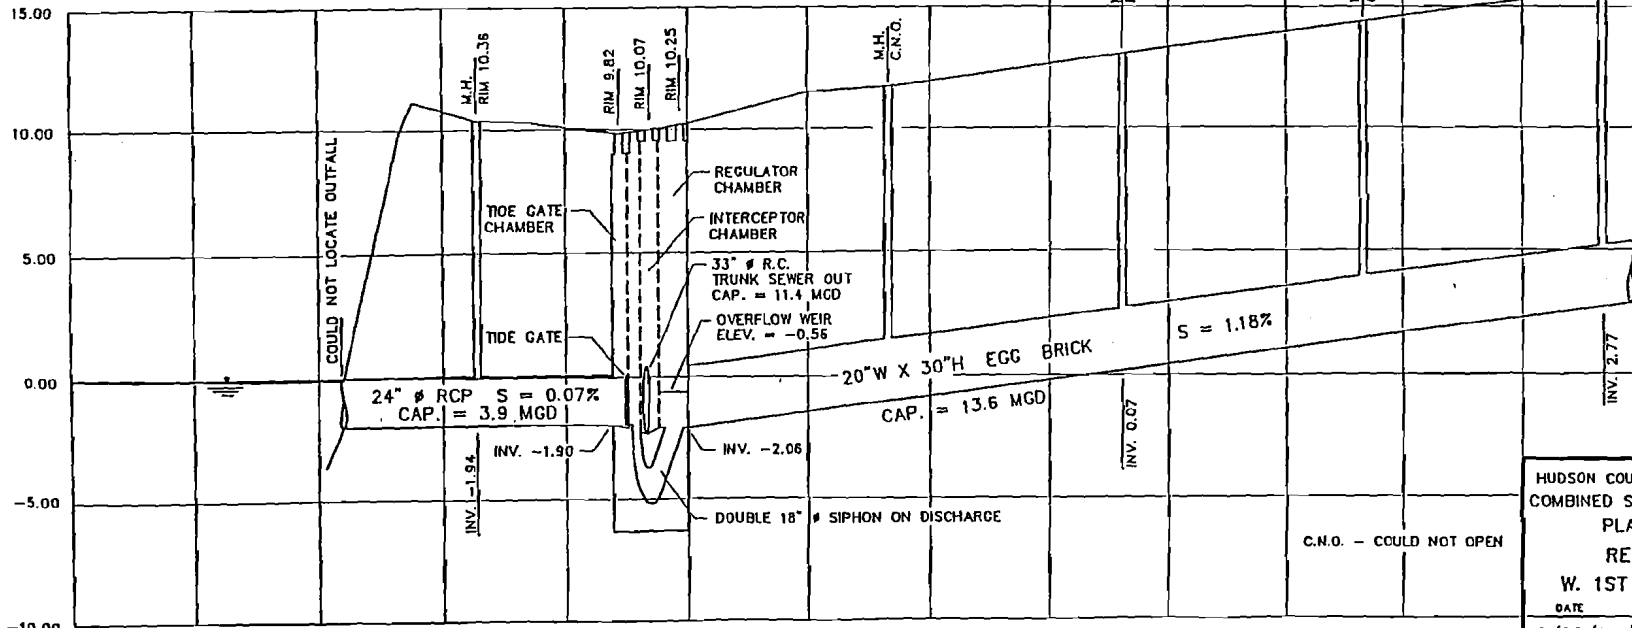 15.00
10.00
5.00
0.00
-5.00
-10.00
COULD NOT LOCATE OUTFALL
M.H.
RIM 10.36
RIM 9.82
RIM 10.07
RIM 10.25
M.H.
C.N.O.
REGULATOR
CHAMBER
TIDE GATE
CHAMBER
INTERCEPTOR
CHAMBER
33" ø R.C.
TRUNK SEWER OUT
CAP. = 11.4 MGD
OVERFLOW WEIR
ELEV. = -0.56
TIDE GATE
24" ø RCP S = 0.07%
CAP. = 3.9 MGD
20"W X 30"H EGG BRICK
S = 1.18%
CAP. = 13.6 MGD
INV. -1.94
INV. -1.90
INV. -2.06
INV. 0.07
INV. 2.77
DOUBLE 18" ø SIPHON ON DISCHARGE
C.N.O. - COULD NOT OPEN
HUDSON COU
COMBINED S
PLA
RE
W. 1ST
DATE